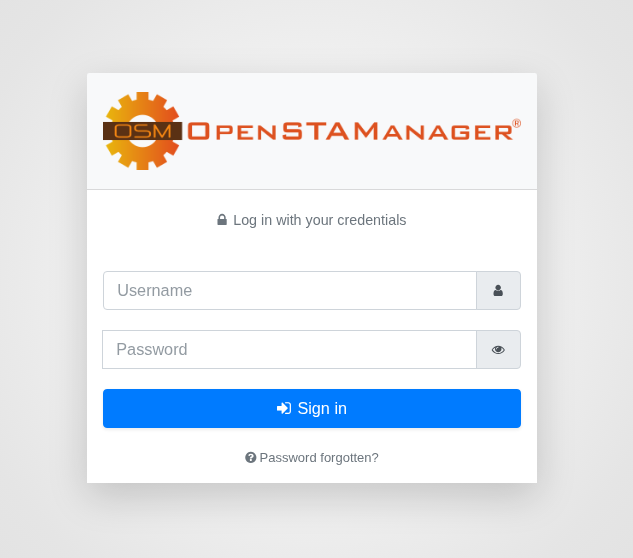 OSM OPENSTAMANAGER®
Log in with your credentials
Username
Password
Sign in
Password forgotten?